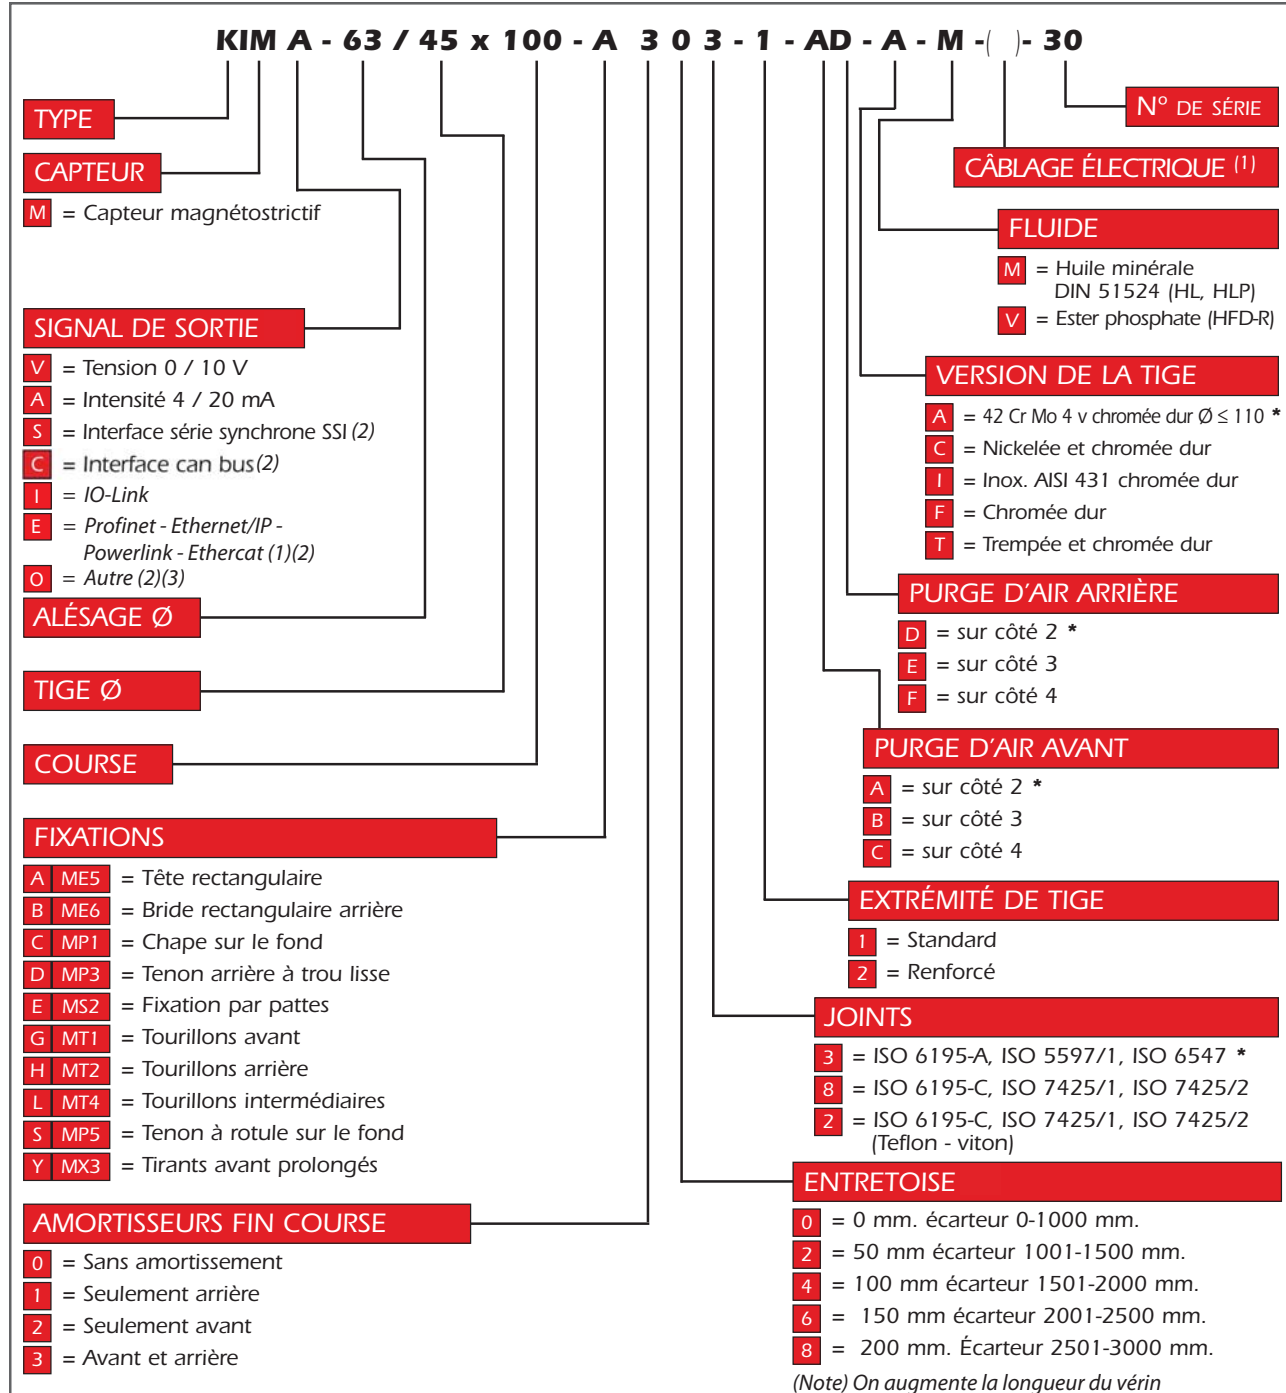 KIM A - 63 / 45 x 100 - A 3 0 3 - 1 - AD - A - M -( )- 30
TYPE
CAPTEUR
M = Capteur magnétostrictif
SIGNAL DE SORTIE
V = Tension 0 / 10 V
A = Intensité 4 / 20 mA
S = Interface série synchrone SSI (2)
C = Interface can bus (2)
I = IO-Link
E = Profinet - Ethernet/IP -
Powerlink - Ethercat (1)(2)
O = Autre (2)(3)
ALÉSAGE Ø
TIGE Ø
COURSE
FIXATIONS
A ME5 = Tête rectangulaire
B ME6 = Bride rectangulaire arrière
C MP1 = Chape sur le fond
D MP3 = Tenon arrière à trou lisse
E MS2 = Fixation par pattes
G MT1 = Tourillons avant
H MT2 = Tourillons arrière
L MT4 = Tourillons intermédiaires
S MP5 = Tenon à rotule sur le fond
Y MX3 = Tirants avant prolongés
AMORTISSEURS FIN COURSE
0 = Sans amortissement
1 = Seulement arrière
2 = Seulement avant
3 = Avant et arrière
N° DE SÉRIE
CÂBLAGE ÉLECTRIQUE (1)
FLUIDE
M = Huile minérale
DIN 51524 (HL, HLP)
V = Ester phosphate (HFD-R)
VERSION DE LA TIGE
A = 42 Cr Mo 4 v chromée dur Ø ≤ 110 *
C = Nickelée et chromée dur
I = Inox. AISI 431 chromée dur
F = Chromée dur
T = Trempée et chromée dur
PURGE D'AIR ARRIÈRE
D = sur côté 2 *
E = sur côté 3
F = sur côté 4
PURGE D'AIR AVANT
A = sur côté 2 *
B = sur côté 3
C = sur côté 4
EXTRÉMITÉ DE TIGE
1 = Standard
2 = Renforcé
JOINTS
3 = ISO 6195-A, ISO 5597/1, ISO 6547 *
8 = ISO 6195-C, ISO 7425/1, ISO 7425/2
2 = ISO 6195-C, ISO 7425/1, ISO 7425/2
(Teflon - viton)
ENTRETOISE
0 = 0 mm. écarteur 0-1000 mm.
2 = 50 mm écarteur 1001-1500 mm.
4 = 100 mm écarteur 1501-2000 mm.
6 = 150 mm écarteur 2001-2500 mm.
8 = 200 mm. Écarteur 2501-3000 mm.
(Note) On augmente la longueur du vérin